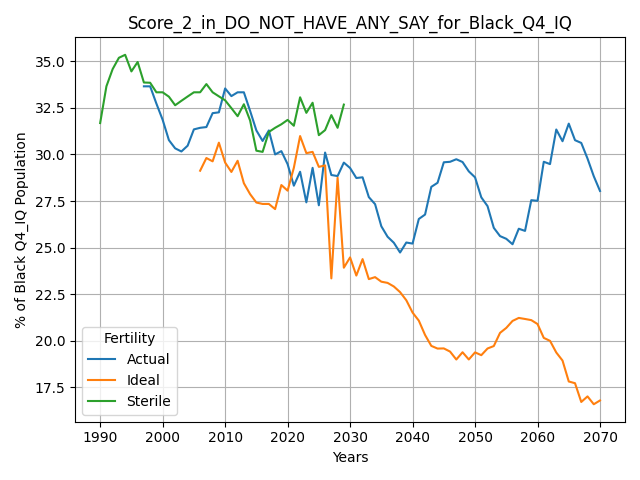 Score_2_in_DO_NOT_HAVE_ANY_SAY_for_Black_Q4_IQ
% of Black Q4_IQ Population
35.0
32.5
30.0
27.5
25.0
22.5
20.0
17.5
Fertility
Actual
Ideal
Sterile
1990 2000 2010 2020 2030 2040 2050 2060 2070
Years